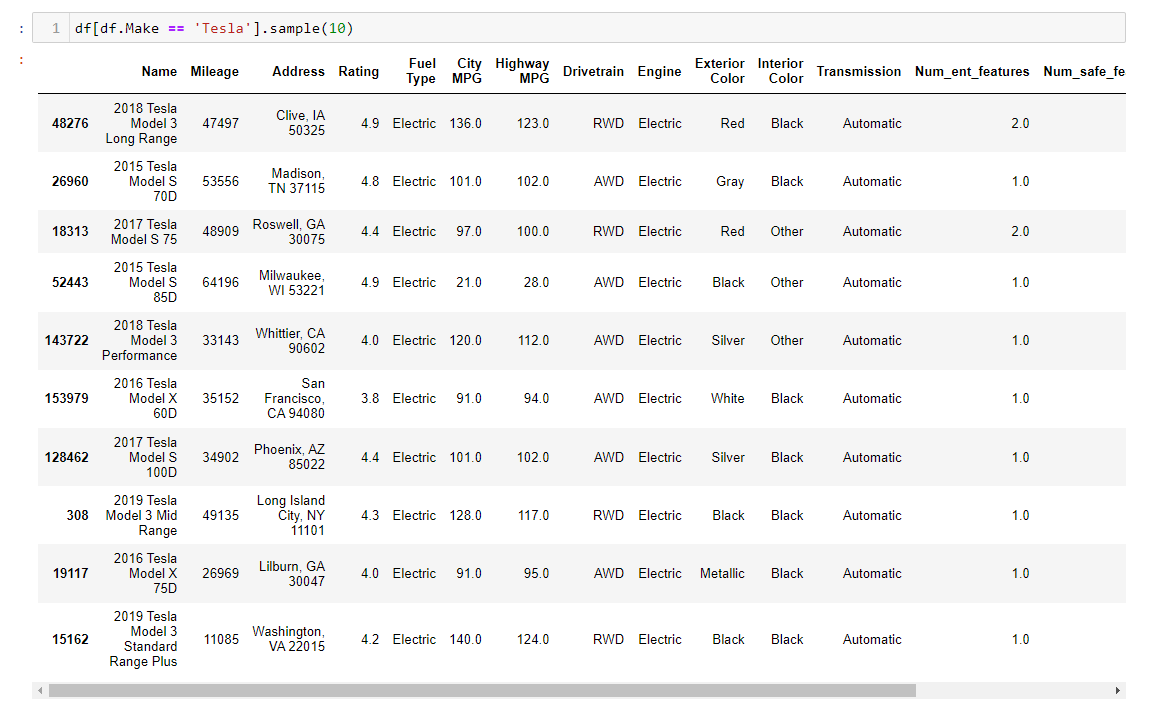 :
1 df[df.Make == 'Tesla'].sample(10)
:
Name Mileage Address Rating Fuel Type City MPG Highway MPG Drivetrain Engine Exterior Color Interior Color Transmission Num_ent_features Num_safe_fe
48276 2018 Tesla Model 3 Long Range 47497 Clive, IA 50325 4.9 Electric 136.0 123.0 RWD Electric Red Black Automatic 2.0
26960 2015 Tesla Model S 70D 53556 Madison, TN 37115 4.8 Electric 101.0 102.0 AWD Electric Gray Black Automatic 1.0
18313 2017 Tesla Model S 75 48909 Roswell, GA 30075 4.4 Electric 97.0 100.0 RWD Electric Red Other Automatic 2.0
52443 2015 Tesla Model S 85D 64196 Milwaukee, WI 53221 4.9 Electric 21.0 28.0 AWD Electric Black Other Automatic 1.0
143722 2018 Tesla Model 3 Performance 33143 Whittier, CA 90602 4.0 Electric 120.0 112.0 AWD Electric Silver Other Automatic 1.0
153979 2016 Tesla Model X 60D 35152 San Francisco, CA 94080 3.8 Electric 91.0 94.0 AWD Electric White Black Automatic 1.0
128462 2017 Tesla Model S 100D 34902 Phoenix, AZ 85022 4.4 Electric 101.0 102.0 AWD Electric Silver Black Automatic 1.0
308 2019 Tesla Model 3 Mid Range 49135 Long Island City, NY 11101 4.3 Electric 128.0 117.0 RWD Electric Black Black Automatic 1.0
19117 2016 Tesla Model X 75D 26969 Lilburn, GA 30047 4.0 Electric 91.0 95.0 AWD Electric Metallic Black Automatic 1.0
15162 2019 Tesla Model 3 Standard Range Plus 11085 Washington, VA 22015 4.2 Electric 140.0 124.0 RWD Electric Black Black Automatic 1.0